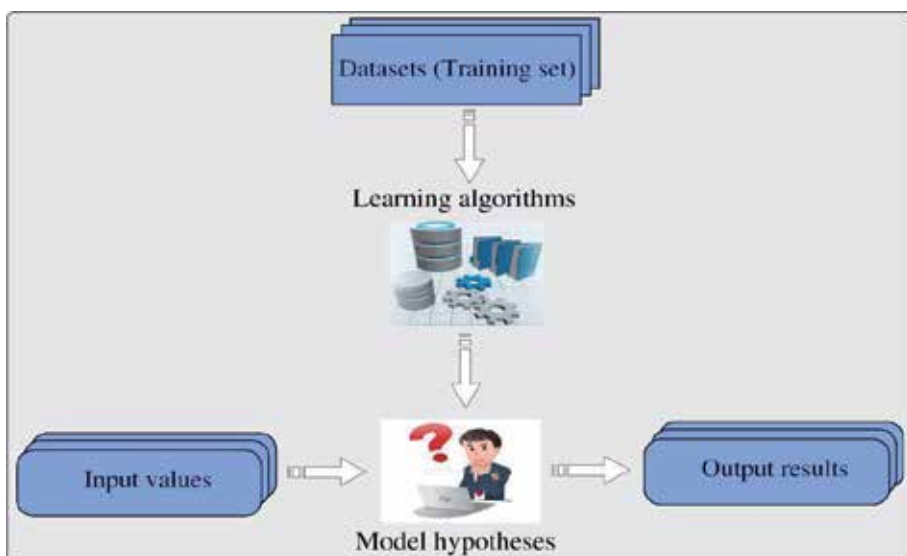 Datasets (Training set)
Learning algorithms
Input values
Output results
Model hypotheses